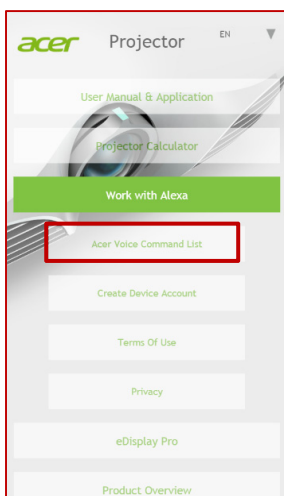 acer Projector EN
User Manual & Application
Projector Calculator
Work with Alexa
Acer Voice Command List
Create Device Account
Terms Of Use
Privacy
eDisplay Pro
Product Overview